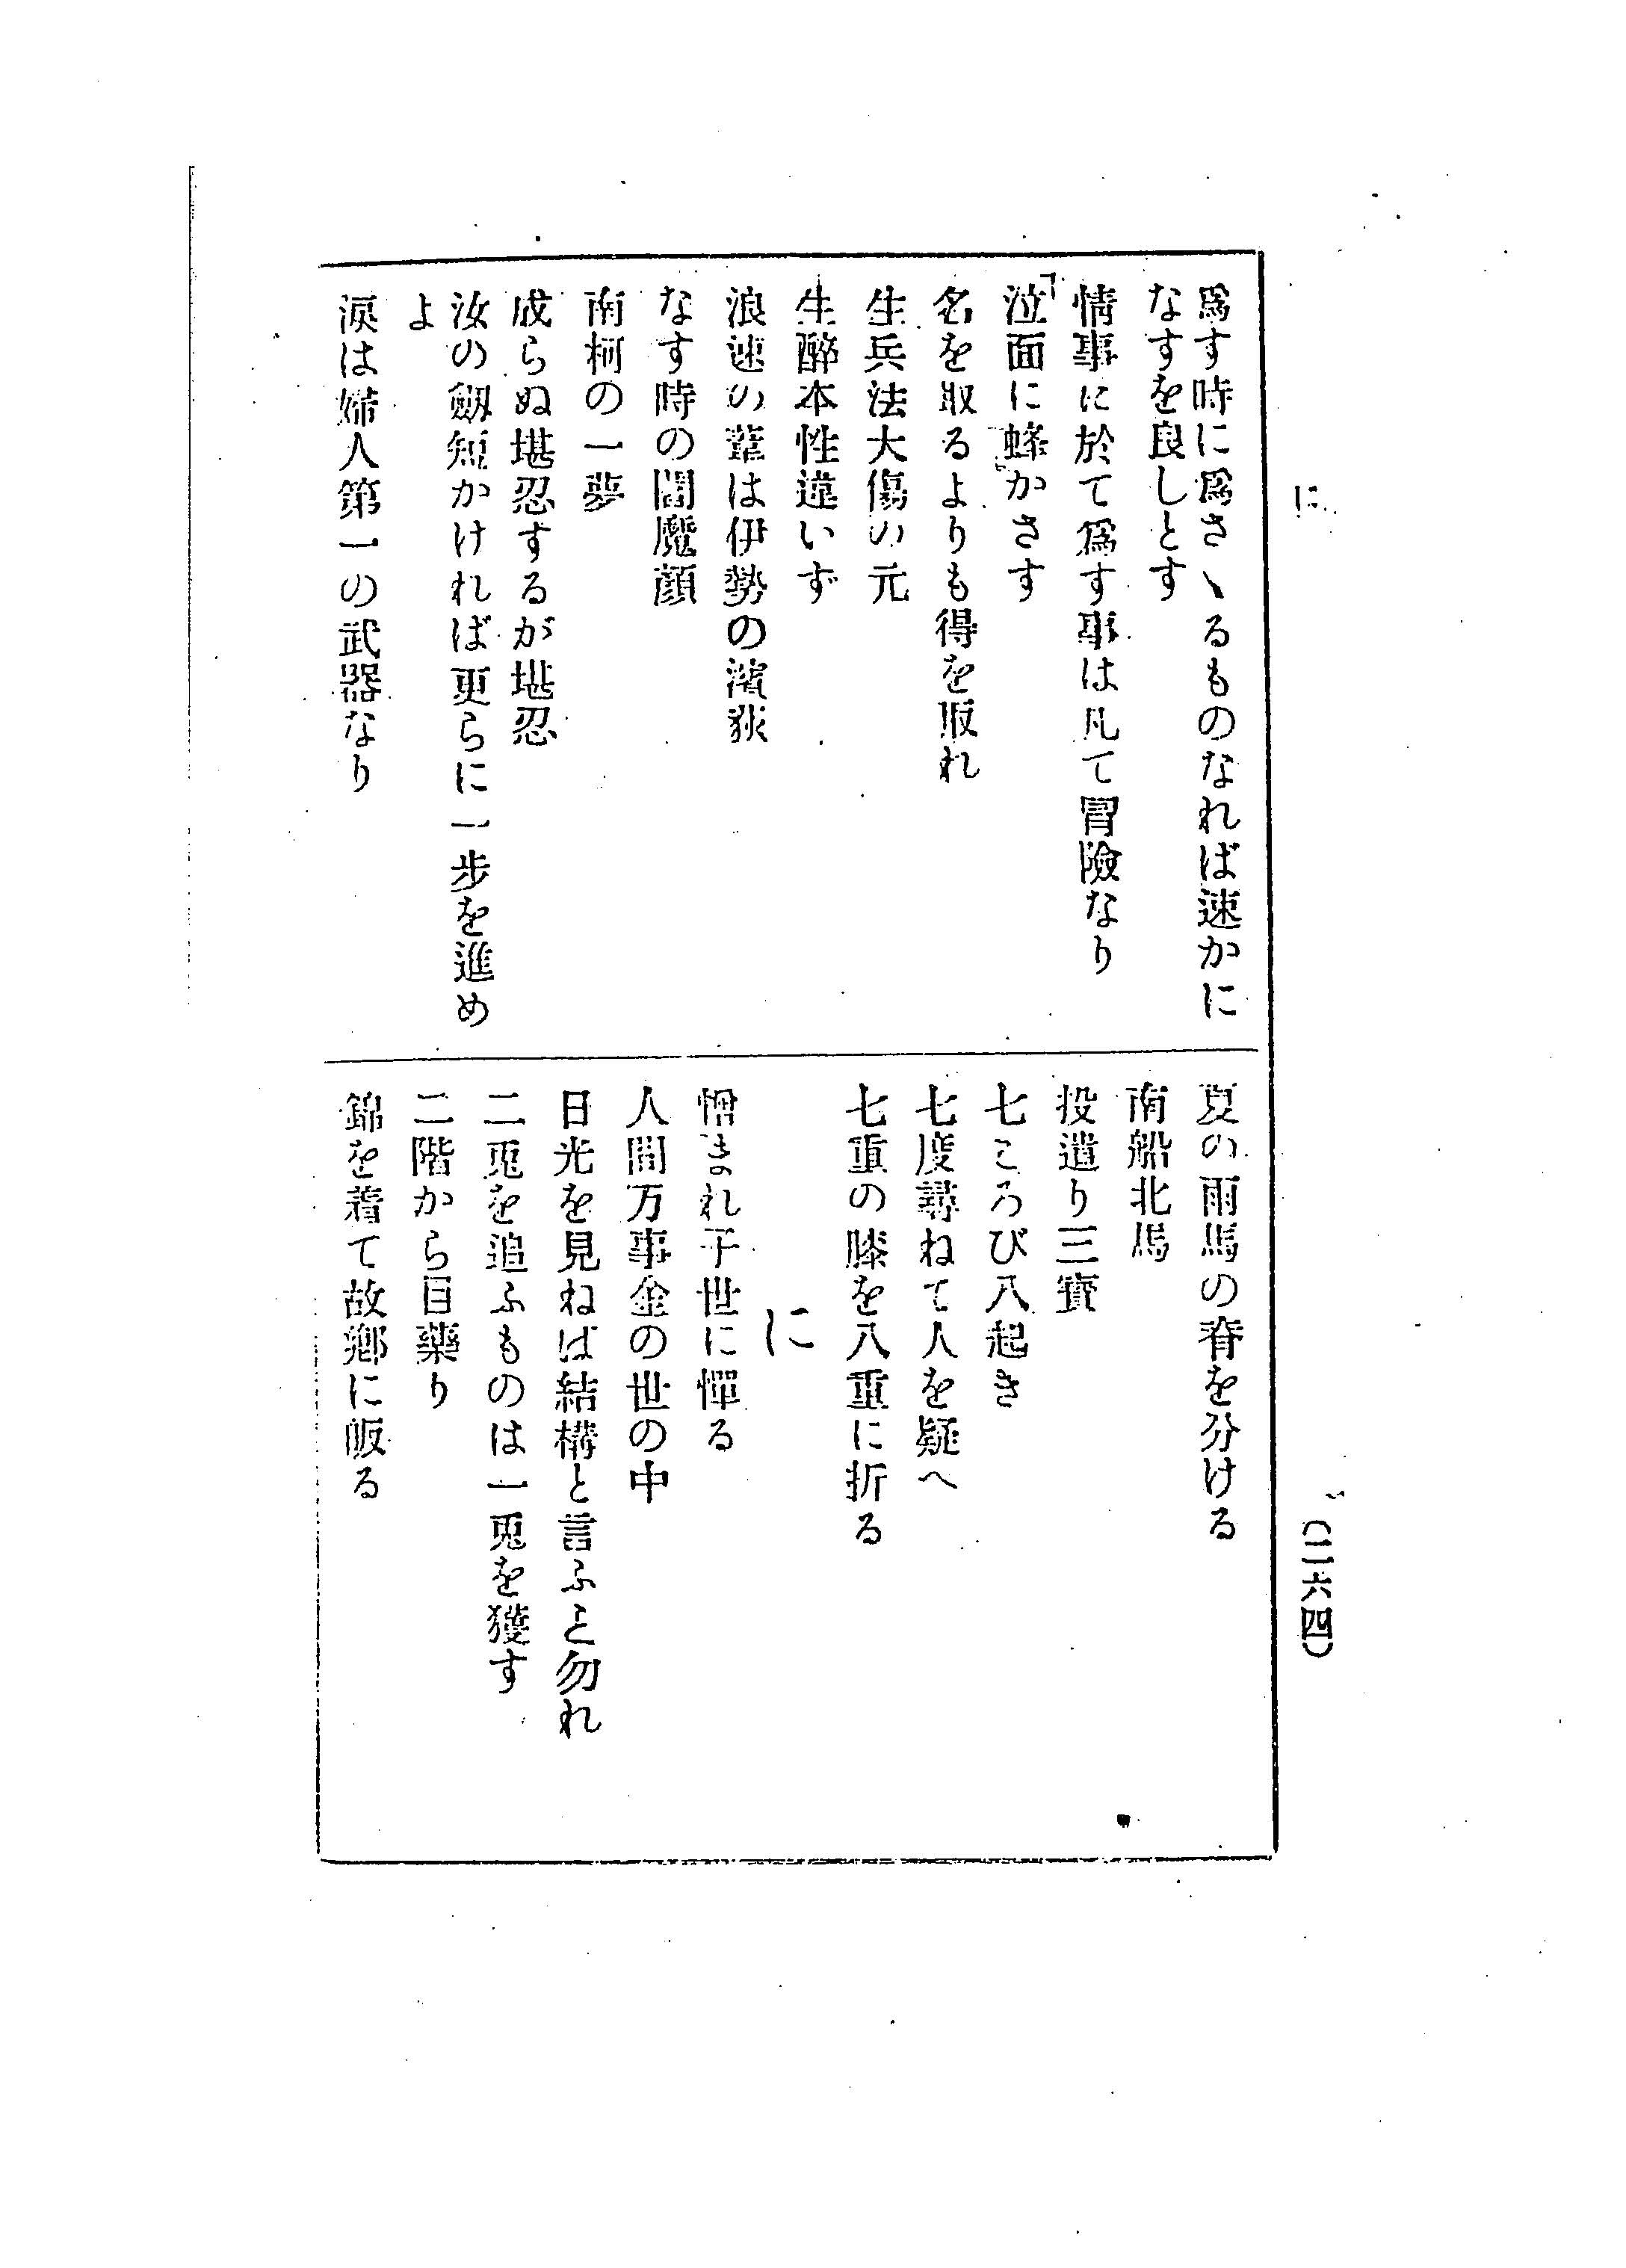 に
(二六四)
爲す時に爲さゝるものなれば速かに
なすを良しとす
情事に於て爲す事は凡て冒險なり
泣面に蜂かさす
名を取るよりも得を取れ
生兵法大傷の元
生醉本性違いず
浪速の葦は伊勢の濱荻
なす時の閻魔顔
南柯の一夢
成らぬ堪忍するが堪忍
汝の劔短かければ更らに一步を進め
よ
涙は婦人第一の武器なり
夏の雨馬の脊を分ける
南船北馬
投遣り三寳
七ころび八起き
七度尋ねて人を疑へ
七重の膝を八重に折る
に
憎まれ子世に憚る
人間万事金の世の中
日光を見ねば結構と言ふと勿れ
二兎を追ふものは一兎を獲す
二階から目藥り
錦を着て故鄕に皈る